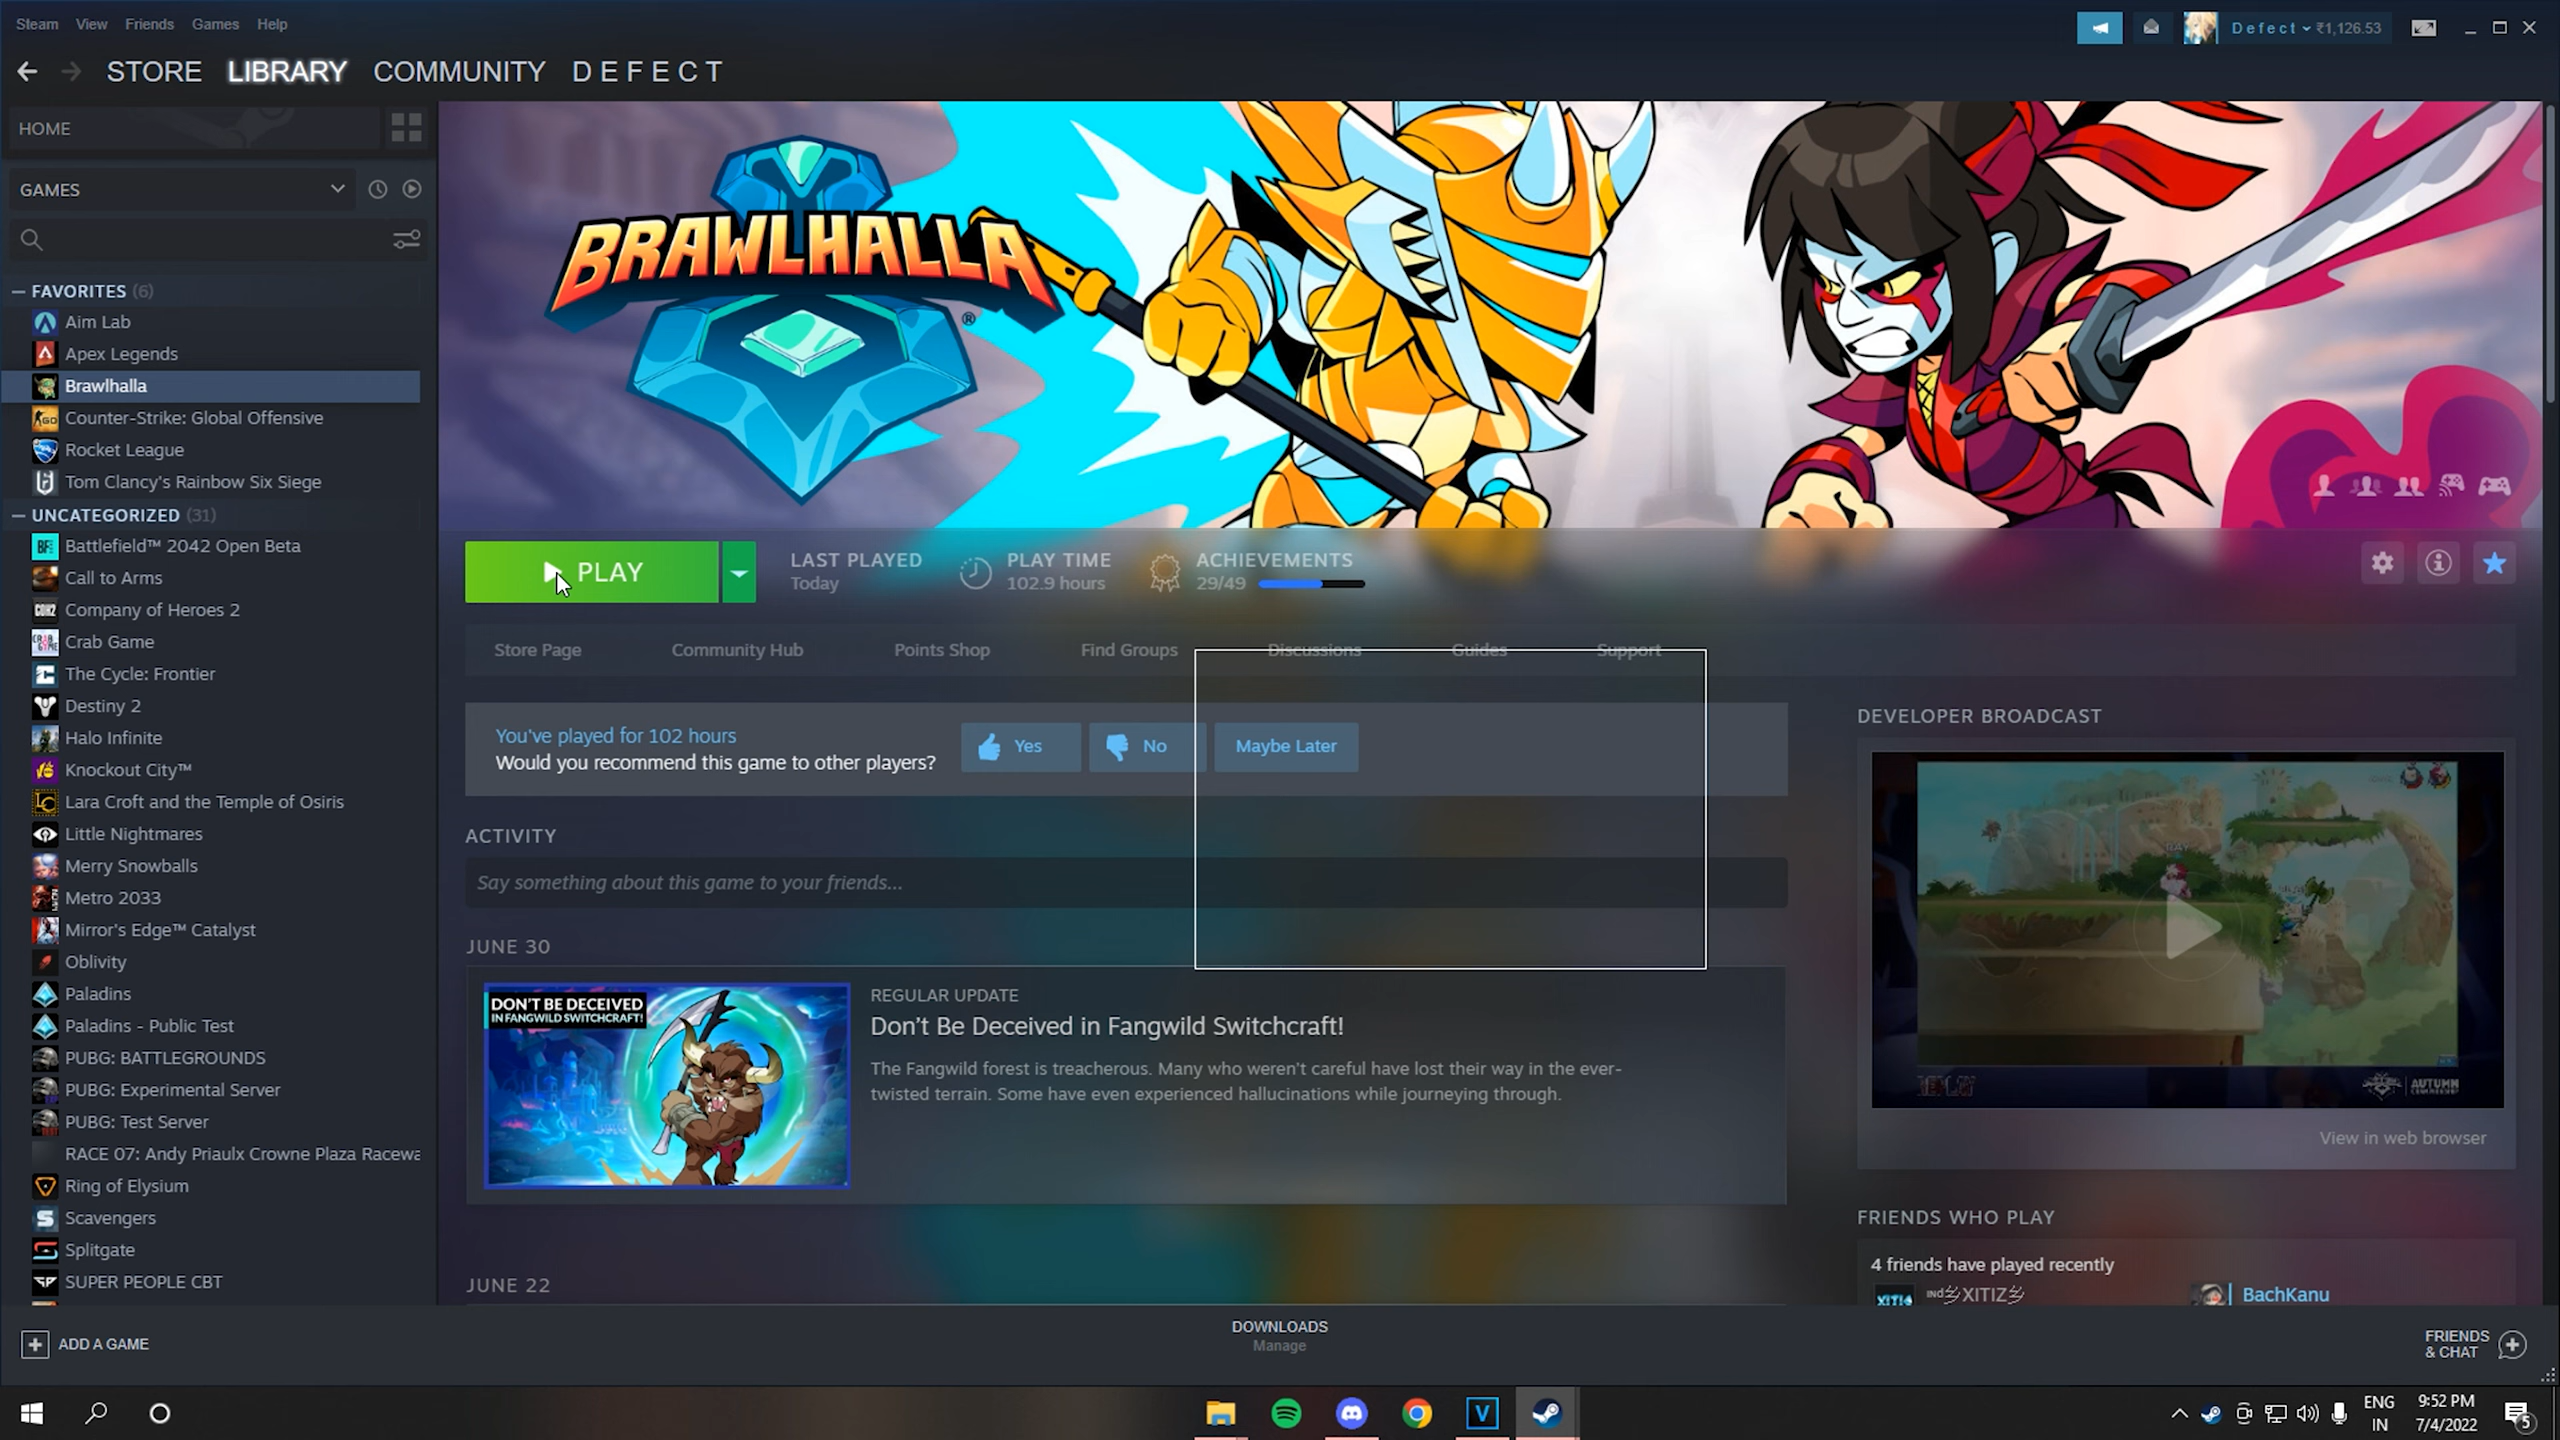 Steam View Friends Games Help
Defect ₹1,126.53
STORE LIBRARY COMMUNITY DEFECT
HOME
GAMES
FAVORITES (6)
Aim Lab
Apex Legends
Brawlhalla
Counter-Strike: Global Offensive
Rocket League
Tom Clancy's Rainbow Six Siege
UNCATEGORIZED (31)
Battlefield™ 2042 Open Beta
Call to Arms
Company of Heroes 2
Crab Game
The Cycle: Frontier
Destiny 2
Halo Infinite
Knockout City™
Lara Croft and the Temple of Osiris
Little Nightmares
Merry Snowballs
Metro 2033
Mirror's Edge™ Catalyst
Oblivity
Paladins
Paladins - Public Test
PUBG: BATTLEGROUNDS
PUBG: Experimental Server
PUBG: Test Server
RACE 07: Andy Priaulx Crowne Plaza Racewa
Ring of Elysium
Scavengers
Splitgate
SUPER PEOPLE CBT
ADD A GAME
BRAWLHALLA ®
PLAY
LAST PLAYED
Today
PLAY TIME
102.9 hours
ACHIEVEMENTS
29/49
Store Page Community Hub Points Shop Find Groups Discussions Guides Support
You've played for 102 hours
Would you recommend this game to other players?
Yes No Maybe Later
ACTIVITY
Say something about this game to your friends...
JUNE 30
DON'T BE DECEIVED
IN FANGWILD SWITCHCRAFT!
REGULAR UPDATE
Don't Be Deceived in Fangwild Switchcraft!
The Fangwild forest is treacherous. Many who weren't careful have lost their way in the ever-
twisted terrain. Some have even experienced hallucinations while journeying through.
JUNE 22
DEVELOPER BROADCAST
AUTUMN
View in web browser
FRIENDS WHO PLAY
4 friends have played recently
XITIZ
BachKanu
DOWNLOADS
Manage
FRIENDS
& CHAT
ENG
IN
9:52 PM
7/4/2022
5